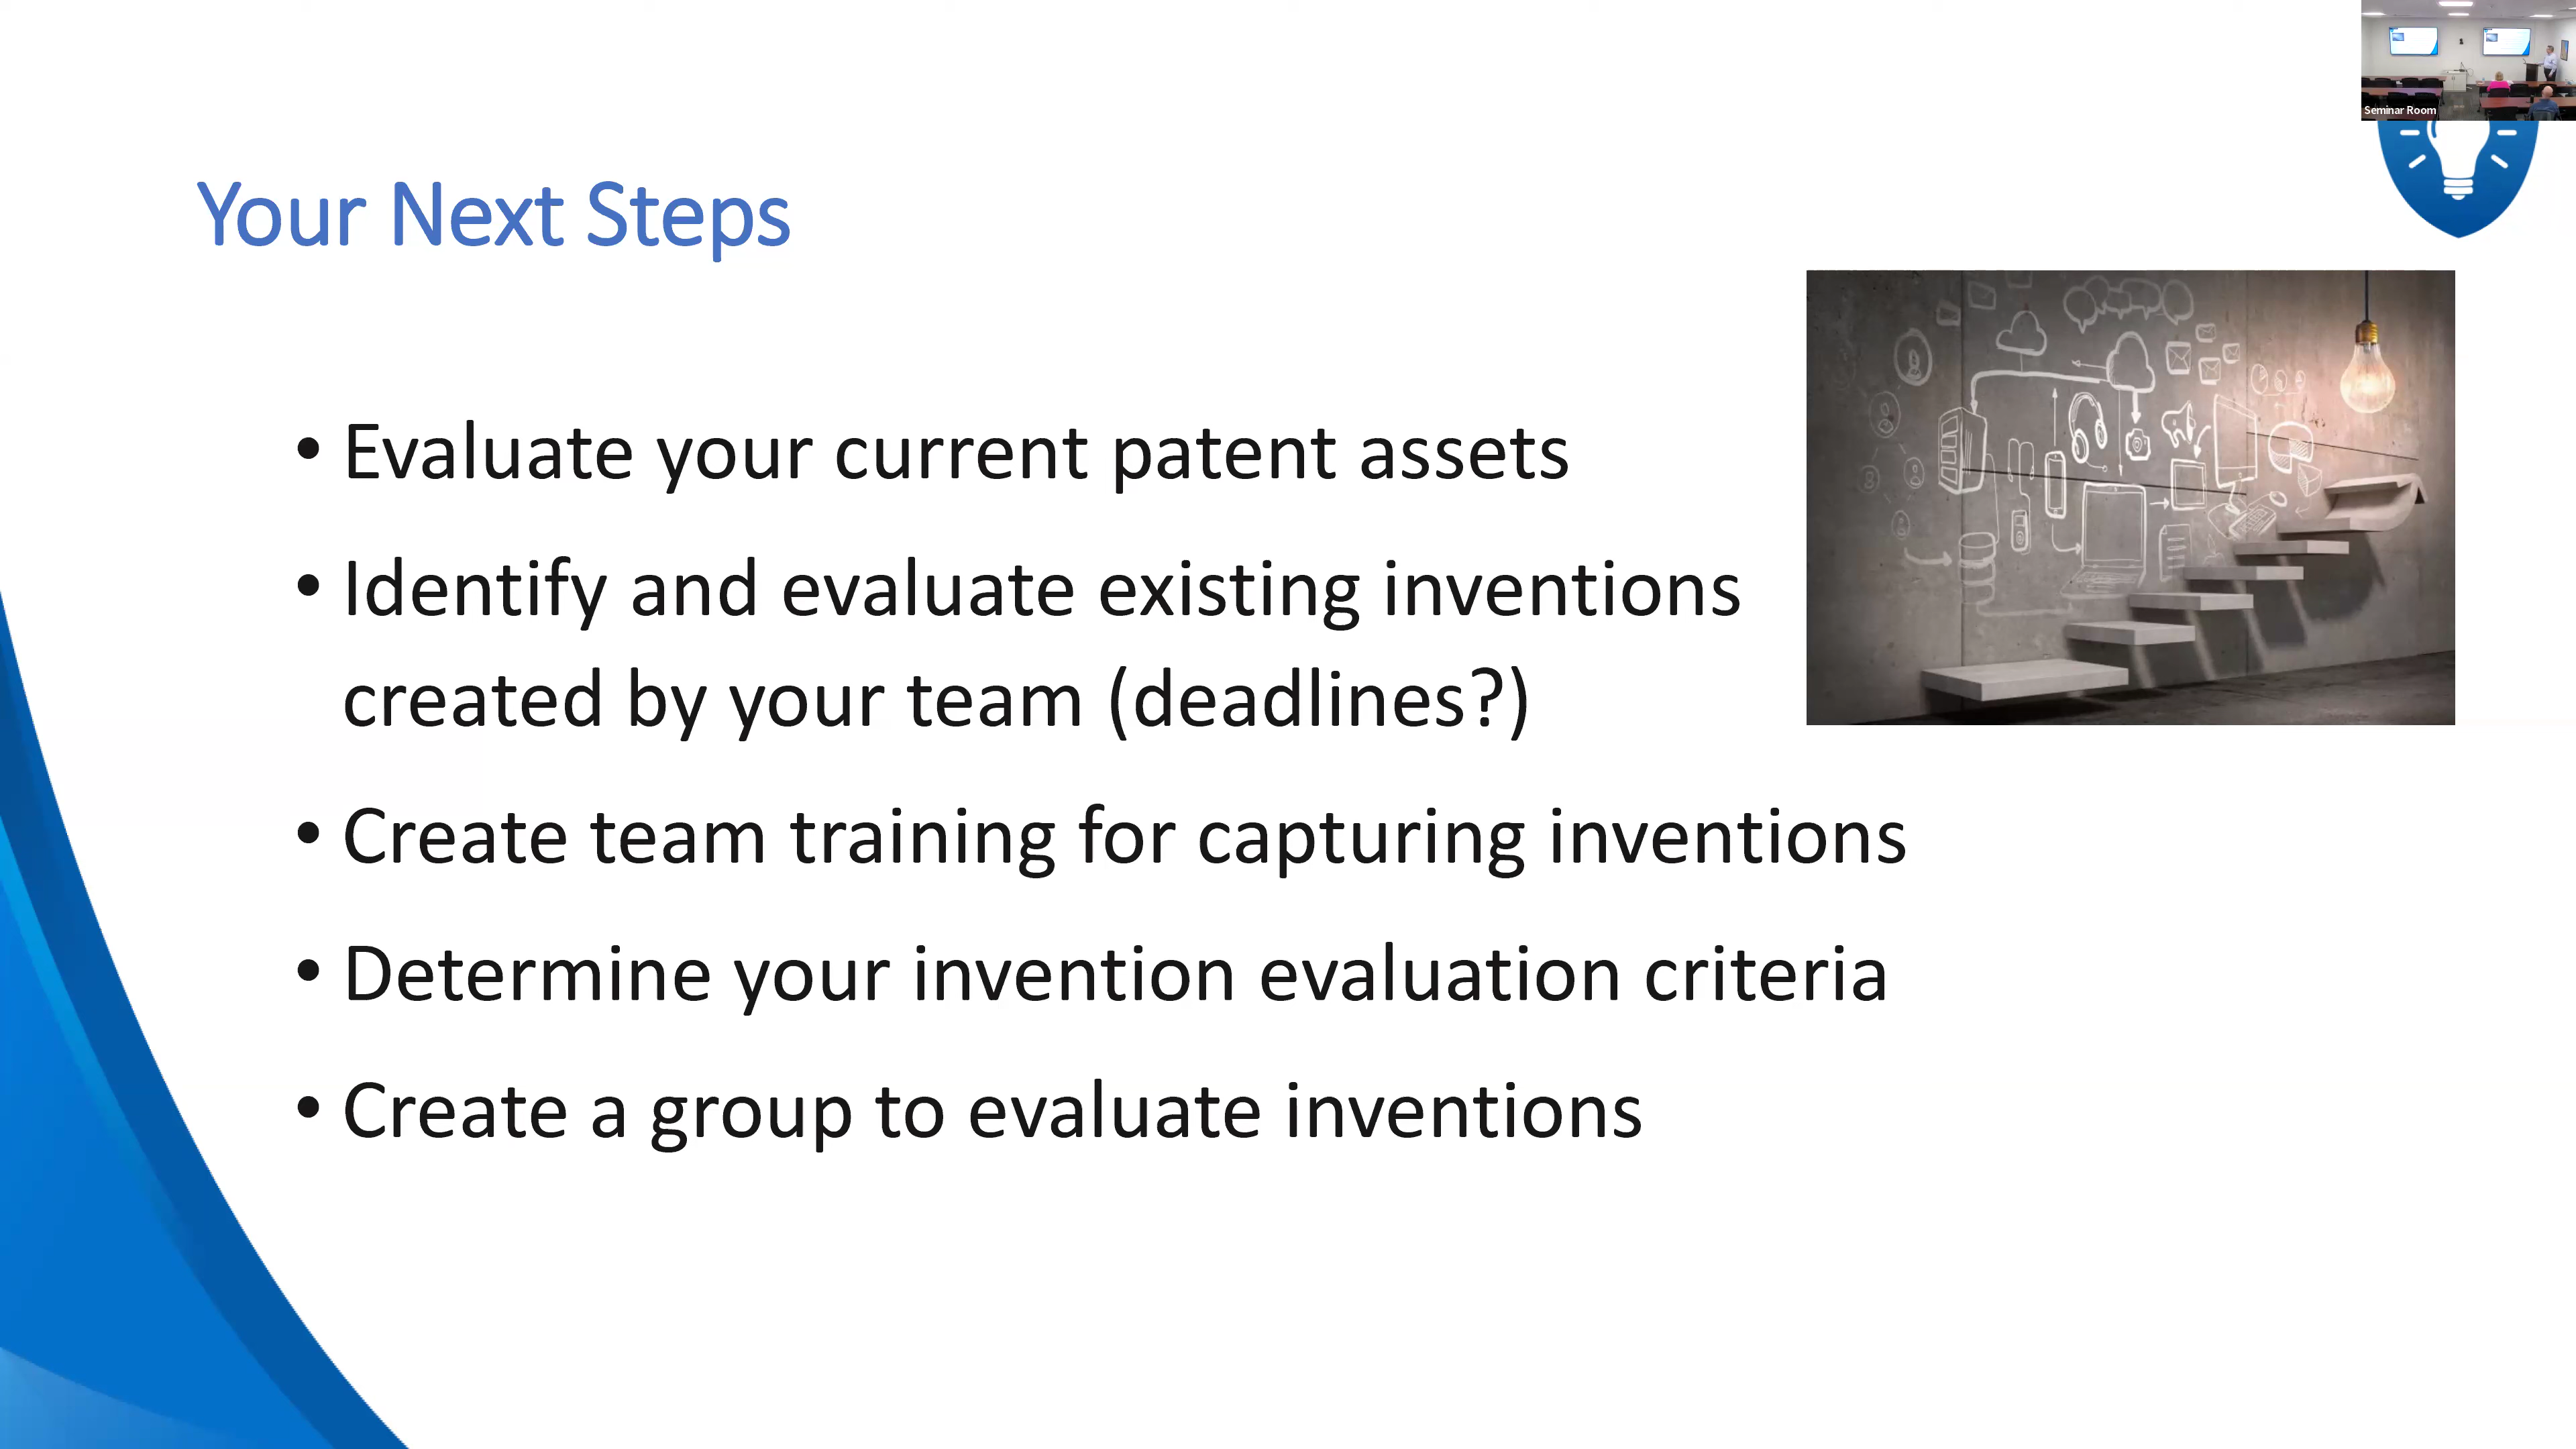 Seminar Room
Your Next Steps
• Evaluate your current patent assets
• Identify and evaluate existing inventions
created by your team (deadlines?)
• Create team training for capturing inventions
• Determine your invention evaluation criteria
• Create a group to evaluate inventions